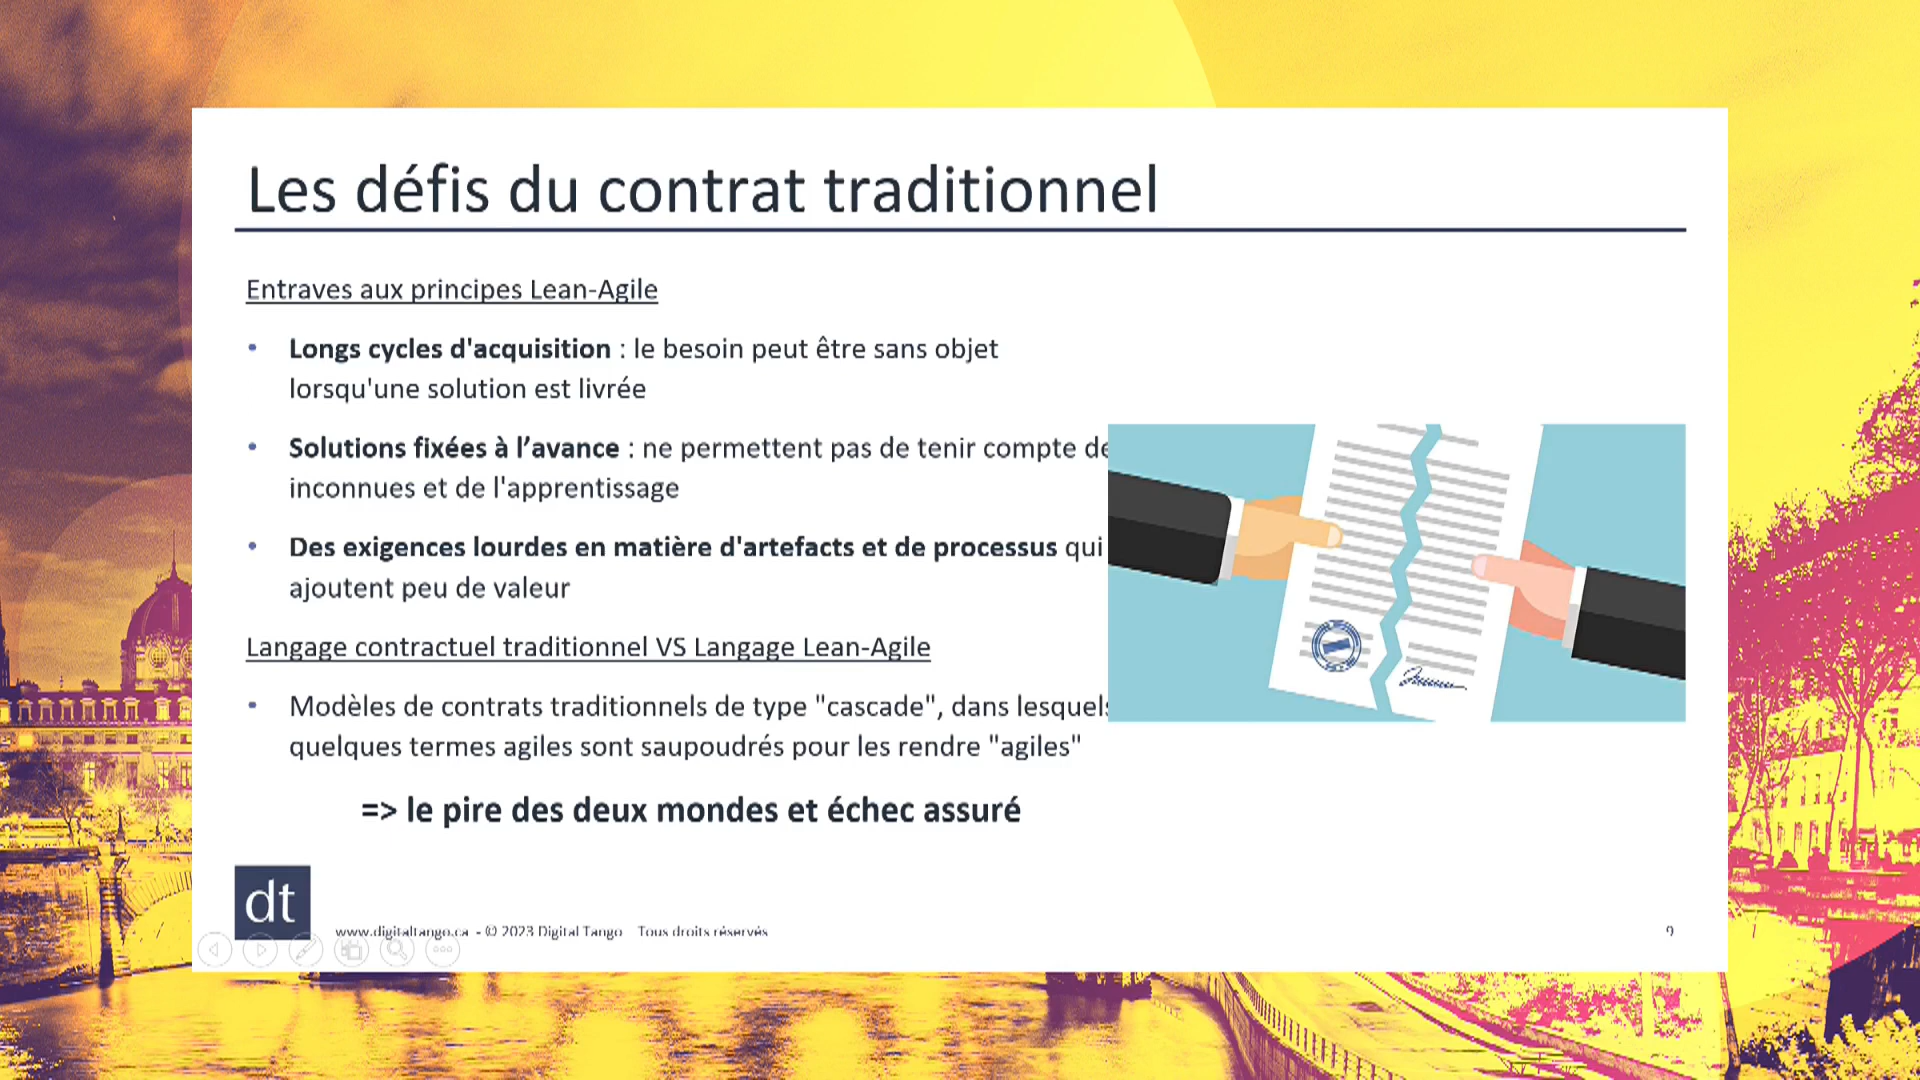 Les défis du contrat traditionnel
Entraves aux principes Lean-Agile
• Longs cycles d'acquisition : le besoin peut être sans objet
lorsqu'une solution est livrée
• Solutions fixées à l’avance : ne permettent pas de tenir compte
inconnues et de l'apprentissage
• Des exigences lourdes en matière d'artefacts et de processus qui
ajoutent peu de valeur
Langage contractuel traditionnel VS Langage Lean-Agile
• Modèles de contrats traditionnels de type "cascade", dans lesquels
quelques termes agiles sont saupoudrés pour les rendre "agiles"
=> le pire des deux mondes et échec assuré
dt
www.digitaltango.ca - © 2023 Digital Tango Tous droits réservés
9